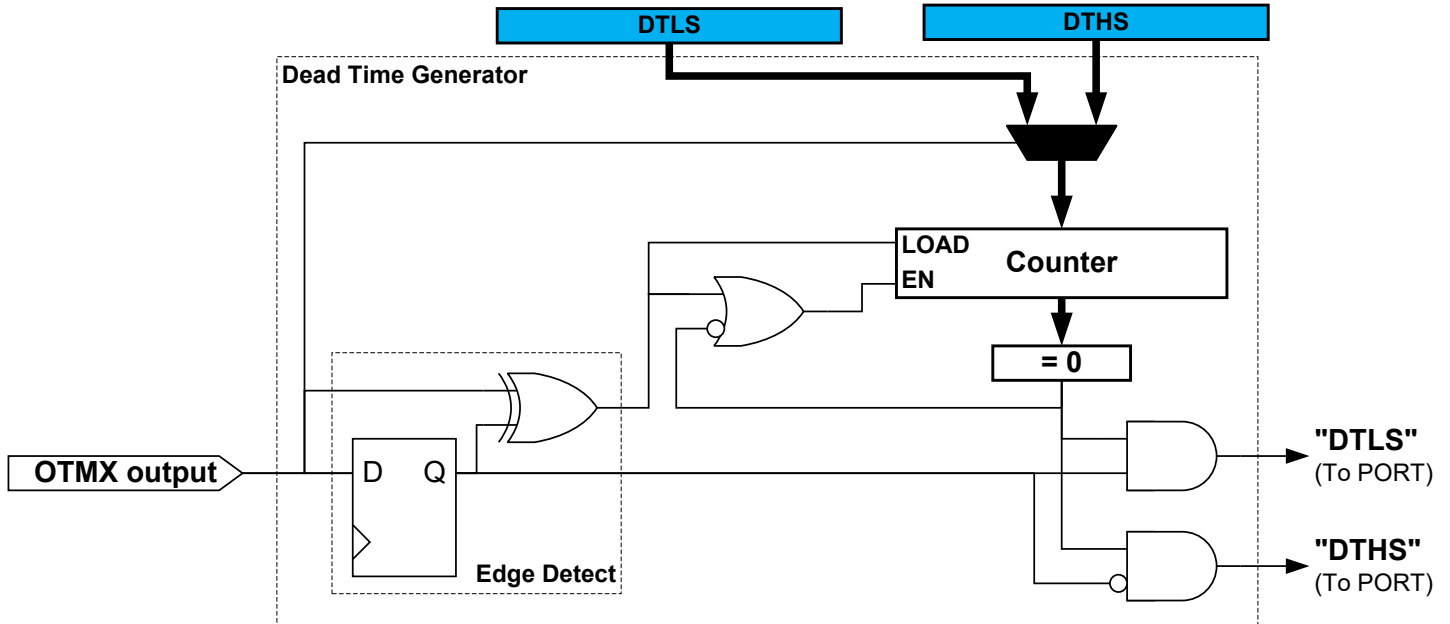 DTLS
DTHS
Dead Time Generator
LOAD
Counter
EN
= 0
OTMX output
D
Q
Edge Detect
"DTLS"
(To PORT)
"DTHS"
(To PORT)